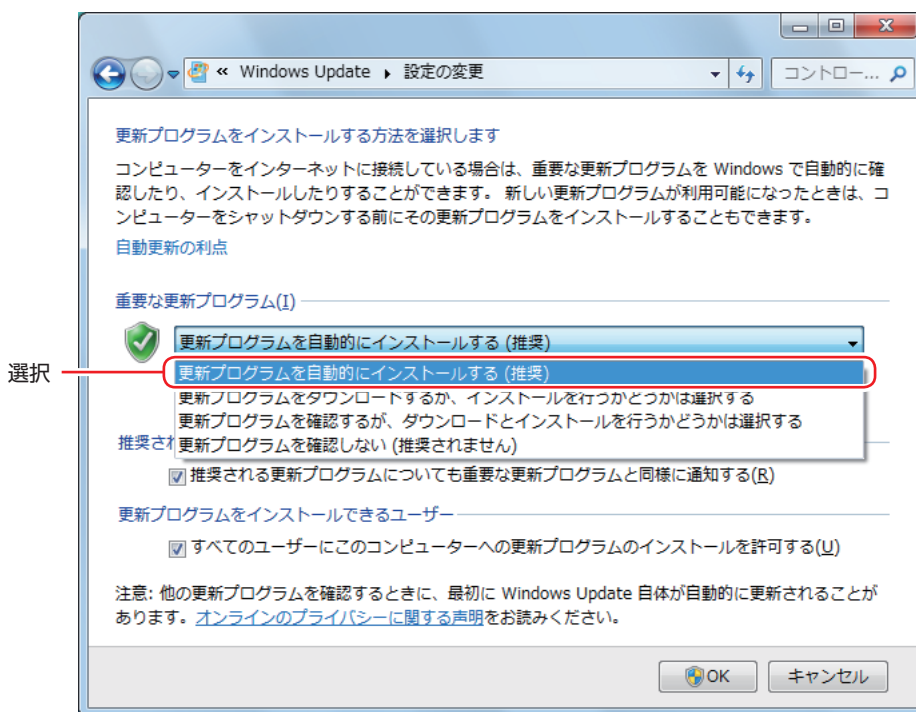 « Windows Update ▸ 設定の変更
コントロー...
更新プログラムをインストールする方法を選択します
コンピューターをインターネットに接続している場合は、重要な更新プログラムを Windows で自動的に確
認したり、インストールしたりすることができます。 新しい更新プログラムが利用可能になったときは、コ
ンピューターをシャットダウンする前にその更新プログラムをインストールすることもできます。
自動更新の利点
重要な更新プログラム(I)
更新プログラムを自動的にインストールする (推奨)
選択
更新プログラムを自動的にインストールする (推奨)
更新プログラムをダウンロードするが、インストールを行うかどうかは選択する
更新プログラムを確認するが、ダウンロードとインストールを行うかどうかは選択する
推奨さ
更新プログラムを確認しない (推奨されません)
推奨される更新プログラムについても重要な更新プログラムと同様に通知する(R)
更新プログラムをインストールできるユーザー
すべてのユーザーにこのコンピューターへの更新プログラムのインストールを許可する(U)
注意: 他の更新プログラムを確認するときに、最初に Windows Update 自体が自動的に更新されることが
あります。オンラインのプライバシーに関する声明をお読みください。
OK
キャンセル